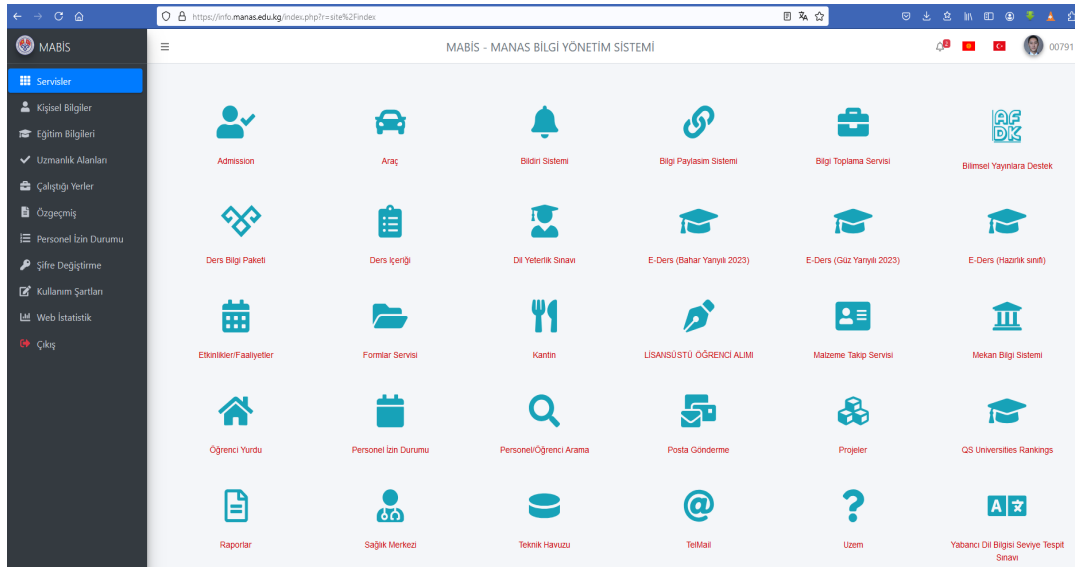 https://info.manas.edu.kg/index.php?r=site%2Findex
MABİS
MABİS - MANAS BİLGİ YÖNETİM SİSTEMİ
2
00791
Servisler
Kişisel Bilgiler
Eğitim Bilgileri
Uzmanlık Alanları
Çalıştığı Yerler
Özgeçmiş
Personel İzin Durumu
Şifre Değiştirme
Kullanım Şartları
Web İstatistik
Çıkış
Admission
Araç
Bildiri Sistemi
Bilgi Paylasim Sistemi
Bilgi Toplama Servisi
AFDK
Bilimsel Yayınlara Destek
Ders Bilgi Paketi
Ders İçeriği
Dil Yeterlik Sınavı
E-Ders (Bahar Yarıyılı 2023)
E-Ders (Güz Yarıyılı 2023)
E-Ders (Hazırlık sınıfı)
Etkinlikler/Faaliyetler
Formlar Servisi
Kantin
LİSANSÜSTÜ ÖĞRENCİ ALIMI
Malzeme Takip Servisi
Mekan Bilgi Sistemi
Öğrenci Yurdu
Personel İzin Durumu
Personel/Öğrenci Arama
Posta Gönderme
Projeler
QS Universities Rankings
Raporlar
Sağlık Merkezi
Teknik Havuzu
TelMail
Uzem
Yabancı Dil Bilgisi Seviye Tespit
Sınavı